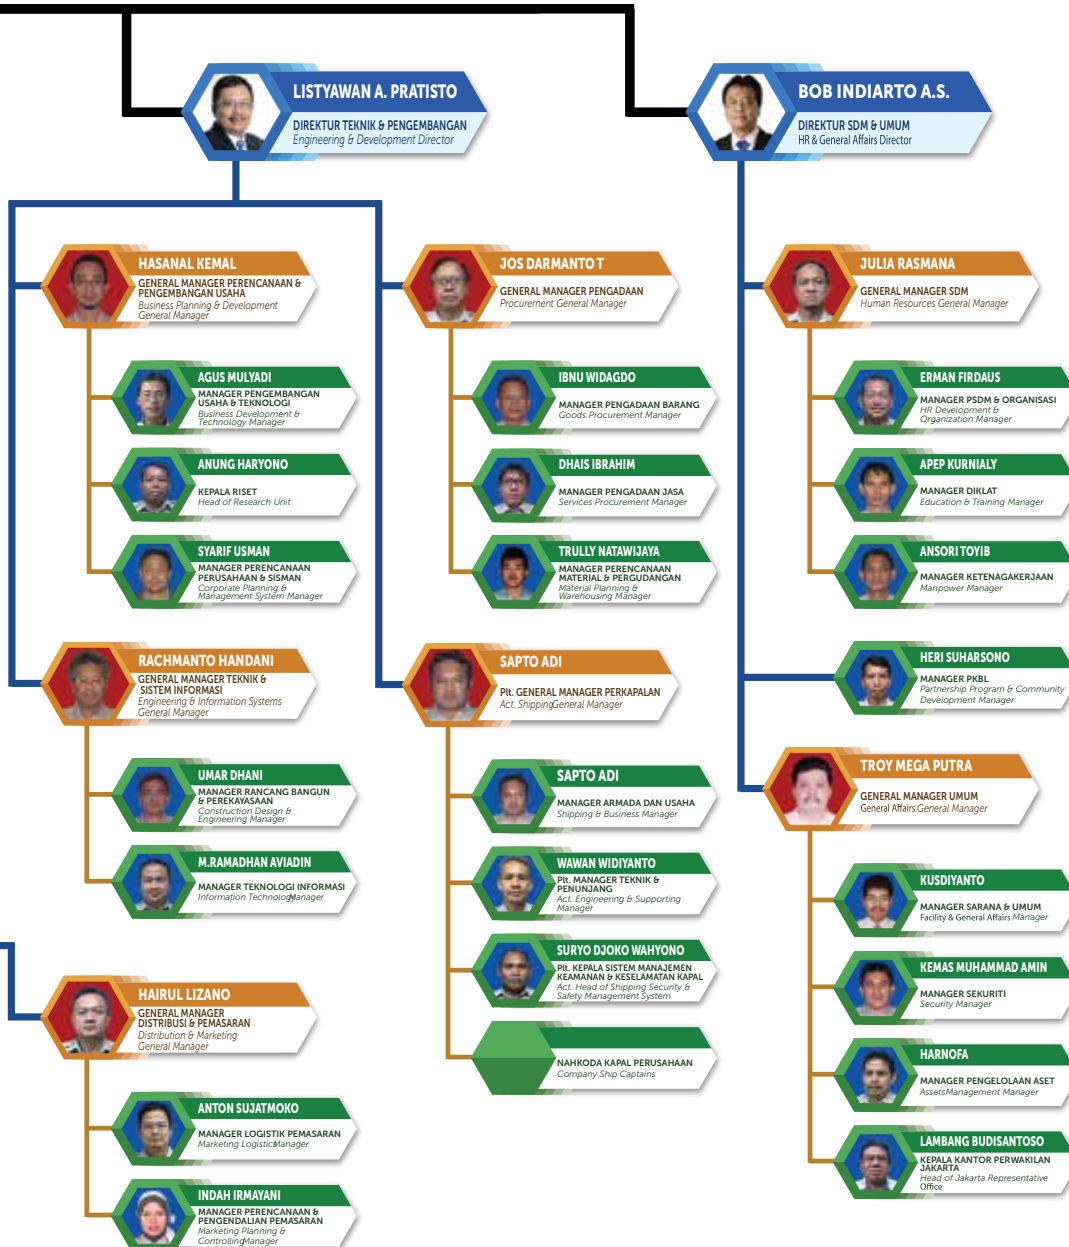 LISTYAWAN A. PRATISTO
DIREKTUR TEKNIK & PENGEMBANGAN
Engineering & Development Director
BOB INDIARTO A.S.
DIREKTUR SDM & UMUM
HR & General Affairs Director
HASANAL KEMAL
GENERAL MANAGER PERENCANAAN &
PENGEMBANGAN USAHA
Business Planning & Development
General Manager
AGUS MULYADI
MANAGER PENGEMBANGAN
USAHA & TEKNOLOGI
Business Development &
Technology Manager
ANUNG HARYONO
KEPALA RISET
Head of Research Unit
SYARIF USMAN
MANAGER PERENCANAAN
PERUSAHAAN & SISMAN
Corporate Planning &
Management System Manager
RACHMANTO HANDANI
GENERAL MANAGER TEKNIK &
SISTEM INFORMASI
Engineering & Information Systems
General Manager
UMAR DHANI
MANAGER RANCANG BANGUN
& PEREKAYASAAN
Construction Design &
Engineering Manager
M.RAMADHAN AVIADIN
MANAGER TEKNOLOGI INFORMASI
Information Technology Manager
HAIRUL LIZANO
GENERAL MANAGER
DISTRIBUSI & PEMASARAN
Distribution & Marketing
General Manager
ANTON SUJATMOKO
MANAGER LOGISTIK PEMASARAN
Marketing Logistics Manager
INDAH IRMAYANI
MANAGER PERENCANAAN &
PENGENDALIAN PEMASARAN
Marketing Planning &
Controlling Manager
JOS DARMANTO T
GENERAL MANAGER PENGADAAN
Procurement General Manager
IBNU WIDAGDO
MANAGER PENGADAAN BARANG
Goods Procurement Manager
DHAIS IBRAHIM
MANAGER PENGADAAN JASA
Services Procurement Manager
TRULLY NATAWIJAYA
MANAGER PERENCANAAN
MATERIAL & PERGUDANGAN
Material Planning &
Warehousing Manager
SAPTO ADI
Plt. GENERAL MANAGER PERKAPALAN
Act. Shipping General Manager
SAPTO ADI
MANAGER ARMADA DAN USAHA
Shipping & Business Manager
WAWAN WIDIYANTO
Plt. MANAGER TEKNIK &
PENUNJANG
Act. Engineering & Supporting
Manager
SURYO DJOKO WAHYONO
Plt. KEPALA SISTEM MANAJEMEN
KEAMANAN & KESELAMATAN KAPAL
Act. Head of Shipping Security &
Safety Management System
NAHKODA KAPAL PERUSAHAAN
Company Ship Captains
JULIA RASMANA
GENERAL MANAGER SDM
Human Resources General Manager
ERMAN FIRDAUS
MANAGER PSDM & ORGANISASI
HR Development &
Organization Manager
APEP KURNIALY
MANAGER DIKLAT
Education & Training Manager
ANSORI TOYIB
MANAGER KETENAGAKERJAAN
Manpower Manager
HERI SUHARSONO
MANAGER PKBL
Partnership Program & Community
Development Manager
TROY MEGA PUTRA
GENERAL MANAGER UMUM
General Affairs General Manager
KUSDIYANTO
MANAGER SARANA & UMUM
Facility & General Affairs Manager
KEMAS MUHAMMAD AMIN
MANAGER SEKURITI
Security Manager
HARNOFA
MANAGER PENGELOLAAN ASET
AssetsManagement Manager
LAMBANG BUDISANTOSO
KEPALA KANTOR PERWAKILAN
JAKARTA
Head of Jakarta Representative
Office